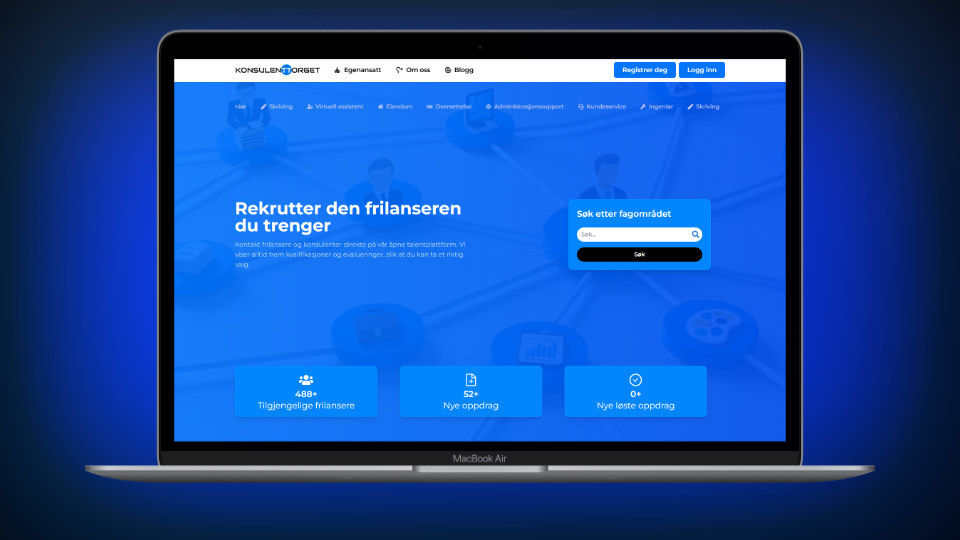 KONSULENTTORGET
Egenansatt
Om oss
Blogg
Registrer deg
Logg inn
niør
Skriving
Virtuell assistent
Eiendom
Oversettelse
Administrasjonssupport
Kundeservice
Ingeniør
Skriving
Rekrutter den frilanseren
du trenger
Kontakt frilansere og konsulenter direkte på vår åpne talentplattform. Vi
viser alltid frem kvalifikasjoner og evalueringer, slik at du kan ta et riktig
valg.
Søk etter fagområdet
Søk...
Søk
488+
Tilgjengelige frilansere
52+
Nye oppdrag
0+
Nye løste oppdrag
MacBook Air